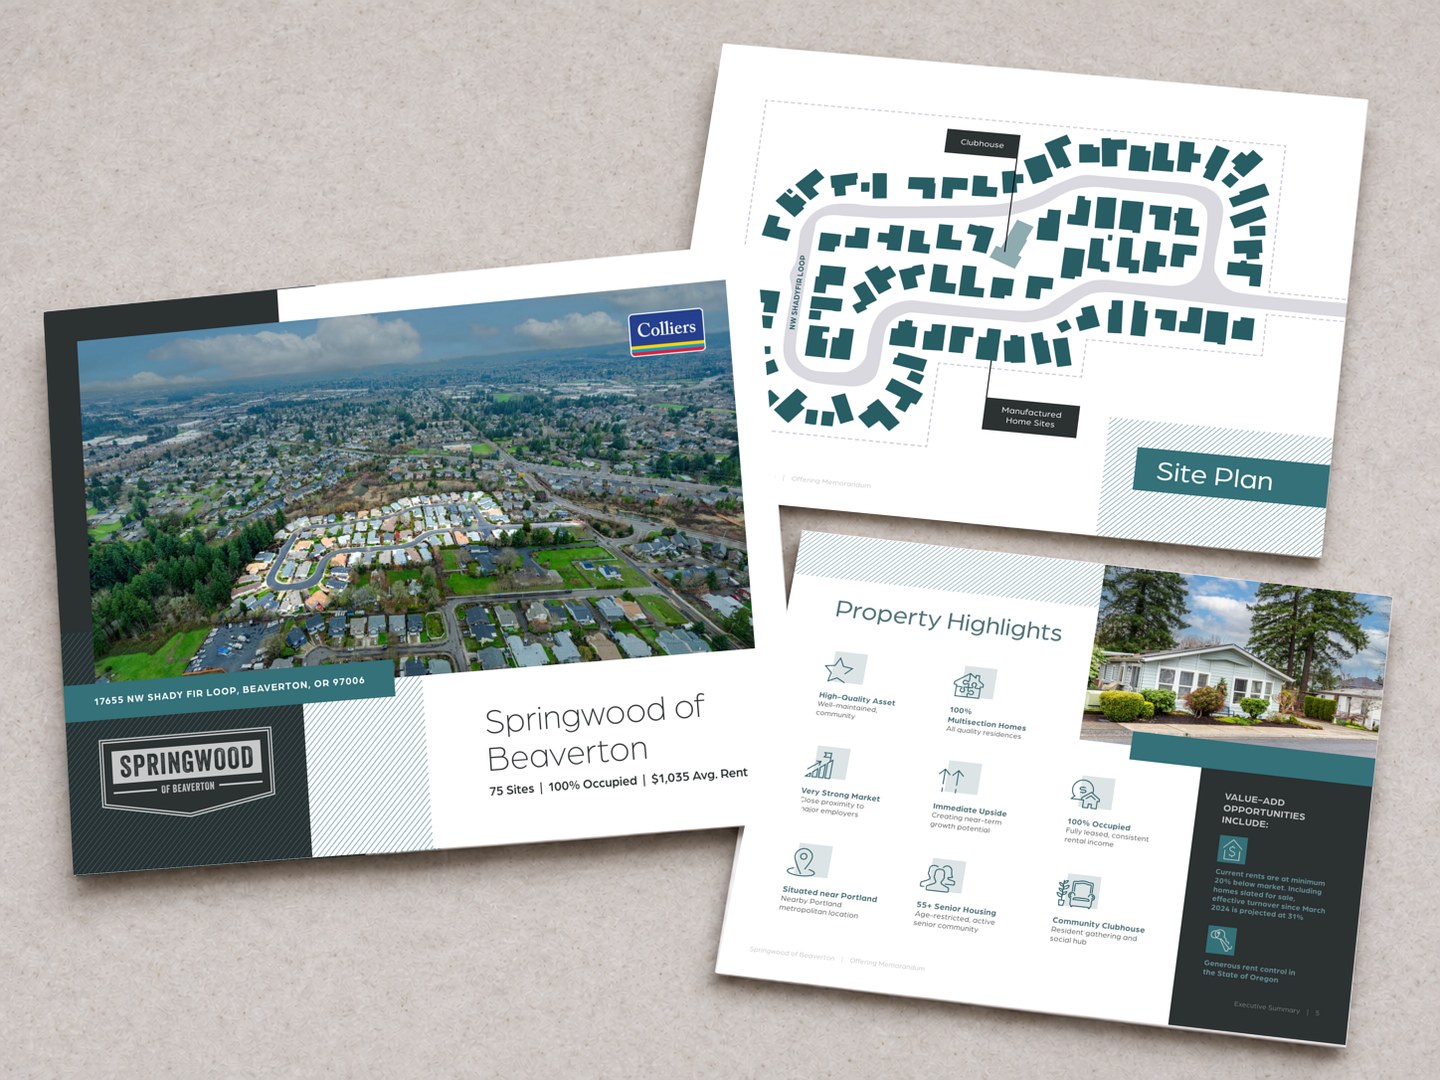 Colliers
17655 NW SHADY FIR LOOP, BEAVERTON, OR 97006
SPRINGWOOD
OF BEAVERTON
Springwood of
Beaverton
75 Sites | 100% Occupied | $1,035 Avg. Rent
Clubhouse
NW SHADYFIR LOOP
Manufactured
Home Sites
| Offering Memorandum
Site Plan
Property Highlights
High-Quality Asset
Well-maintained,
community
100%
Multisection Homes
All quality residences
Very Strong Market
Close proximity to
major employers
Immediate Upside
Creating near-term
growth potential
100% Occupied
Fully leased, consistent
rental income
Situated near Portland
Nearby Portland
metropolitan location
55+ Senior Housing
Age-restricted, active
senior community
Community Clubhouse
Resident gathering and
social hub
VALUE-ADD
OPPORTUNITIES
INCLUDE:
Current rents are at minimum
20% below market. Including
homes slated for sale,
effective turnover since March
2024 is projected at 31%
Generous rent control in
the State of Oregon
Springwood of Beaverton | Offering Memorandum
Executive Summary | 5